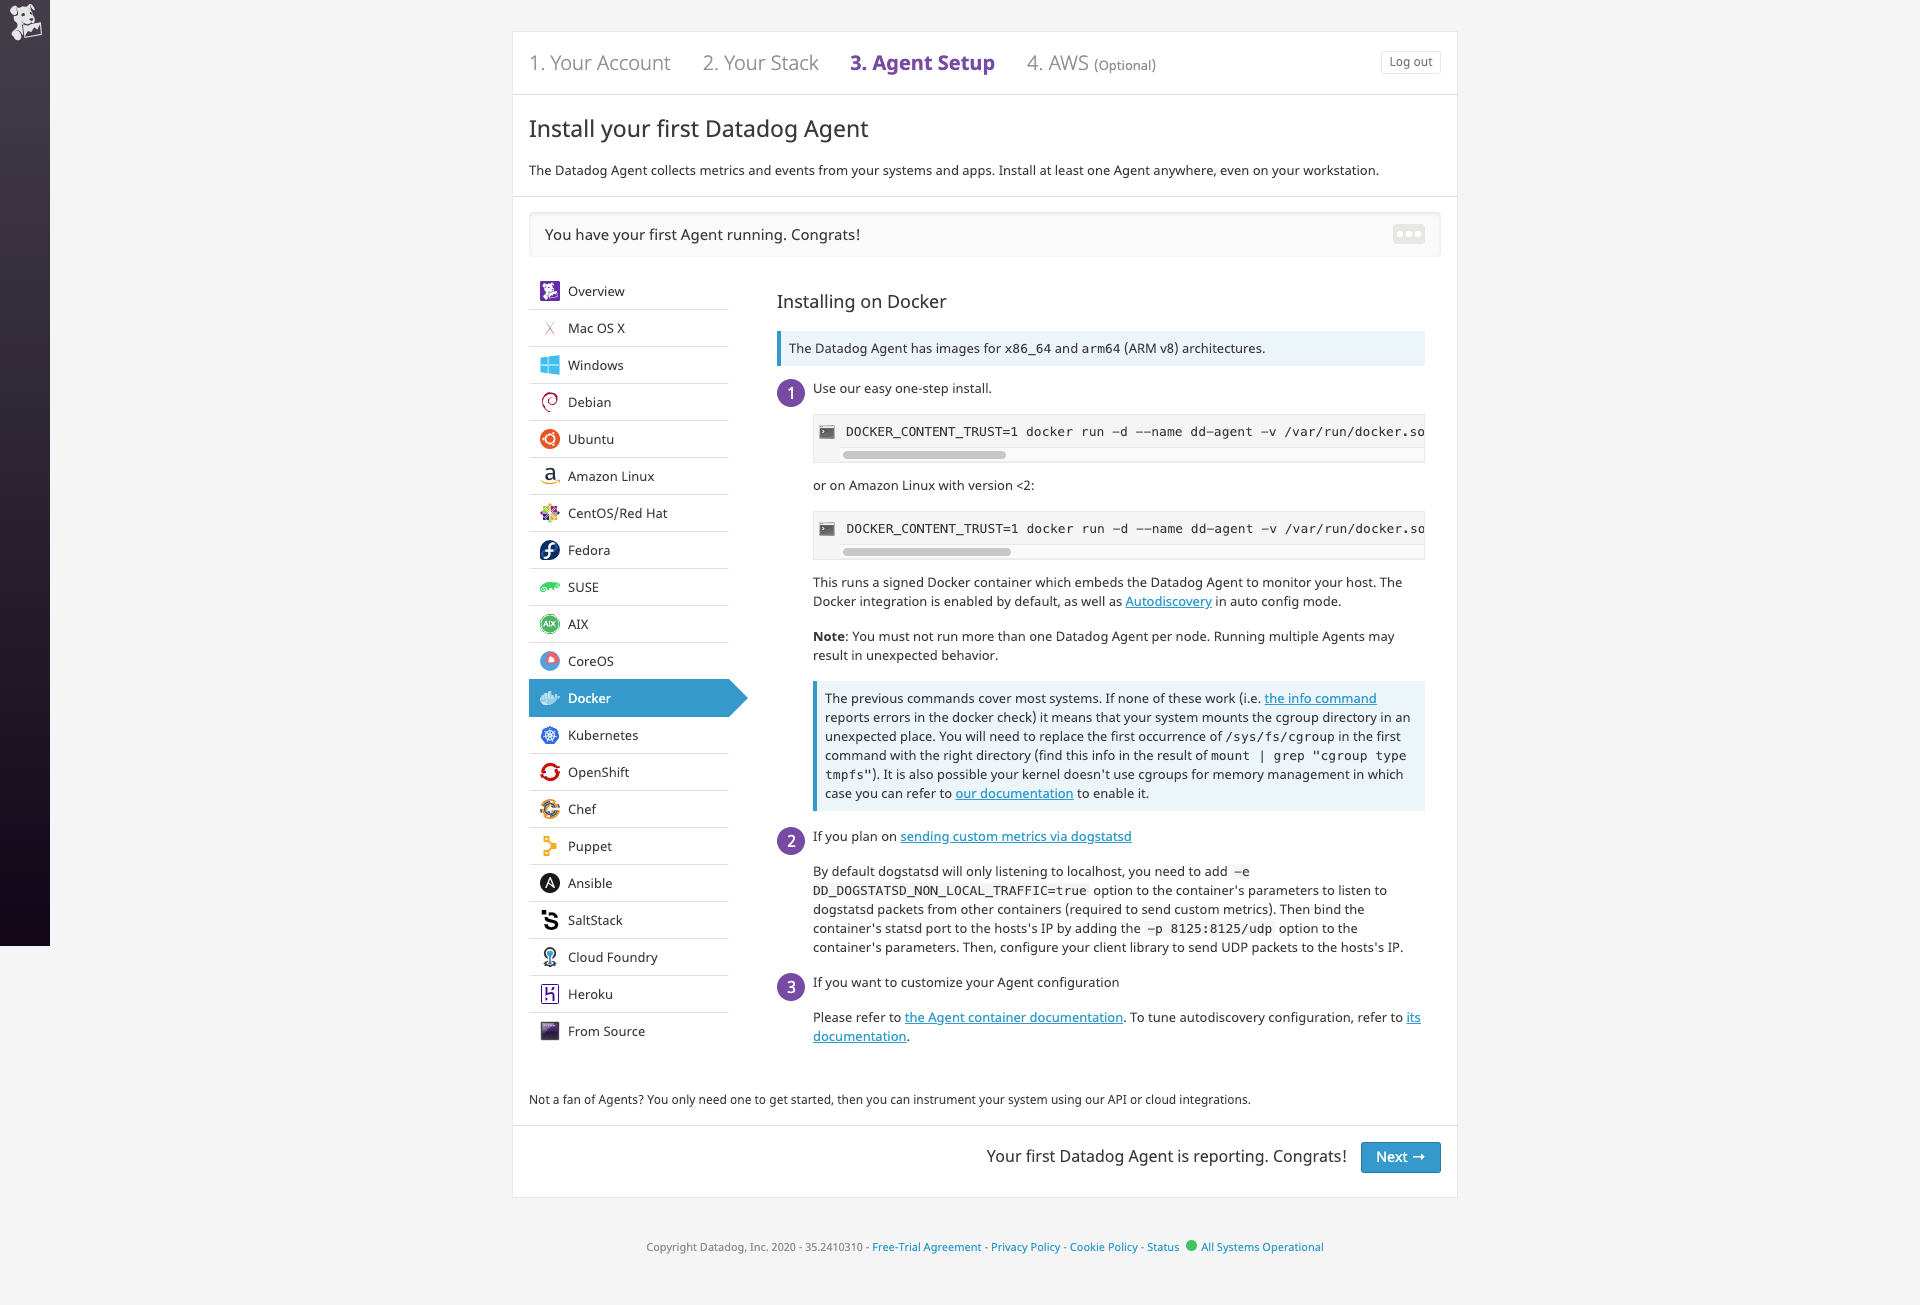 1. Your Account 2. Your Stack 3. Agent Setup 4. AWS (Optional) Log out
Install your first Datadog Agent
The Datadog Agent collects metrics and events from your systems and apps. Install at least one Agent anywhere, even on your workstation.
You have your first Agent running. Congrats!
Overview
Mac OS X
Windows
Debian
Ubuntu
Amazon Linux
CentOS/Red Hat
Fedora
SUSE
AIX
CoreOS
Docker
Kubernetes
OpenShift
Chef
Puppet
Ansible
SaltStack
Cloud Foundry
Heroku
From Source
Installing on Docker
The Datadog Agent has images for x86_64 and arm64 (ARM v8) architectures.
1 Use our easy one-step install.
DOCKER_CONTENT_TRUST=1 docker run -d --name dd-agent -v /var/run/docker.so
or on Amazon Linux with version <2:
DOCKER_CONTENT_TRUST=1 docker run -d --name dd-agent -v /var/run/docker.so
This runs a signed Docker container which embeds the Datadog Agent to monitor your host. The
Docker integration is enabled by default, as well as Autodiscovery in auto config mode.
Note: You must not run more than one Datadog Agent per node. Running multiple Agents may
result in unexpected behavior.
The previous commands cover most systems. If none of these work (i.e. the info command
reports errors in the docker check) it means that your system mounts the cgroup directory in an
unexpected place. You will need to replace the first occurrence of /sys/fs/cgroup in the first
command with the right directory (find this info in the result of mount | grep "cgroup type
tmpfs"). It is also possible your kernel doesn't use cgroups for memory management in which
case you can refer to our documentation to enable it.
2 If you plan on sending custom metrics via dogstatsd
By default dogstatsd will only listening to localhost, you need to add -e
DD_DOGSTATSD_NON_LOCAL_TRAFFIC=true option to the container's parameters to listen to
dogstatsd packets from other containers (required to send custom metrics). Then bind the
container's statsd port to the hosts's IP by adding the -p 8125:8125/udp option to the
container's parameters. Then, configure your client library to send UDP packets to the hosts's IP.
3 If you want to customize your Agent configuration
Please refer to the Agent container documentation. To tune autodiscovery configuration, refer to its
documentation.
Not a fan of Agents? You only need one to get started, then you can instrument your system using our API or cloud integrations.
Your first Datadog Agent is reporting. Congrats! Next →
Copyright Datadog, Inc. 2020 - 35.2410310 - Free-Trial Agreement - Privacy Policy - Cookie Policy - Status All Systems Operational